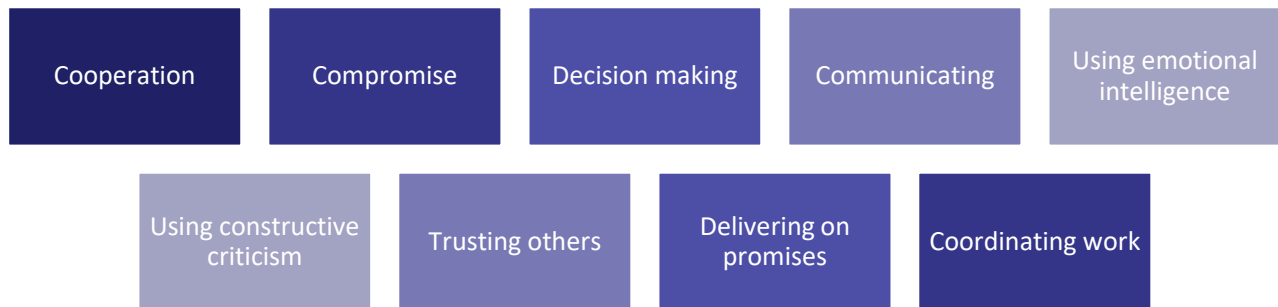 Cooperation
Compromise
Decision making
Communicating
Using emotional
intelligence
Using constructive
criticism
Trusting others
Delivering on
promises
Coordinating work